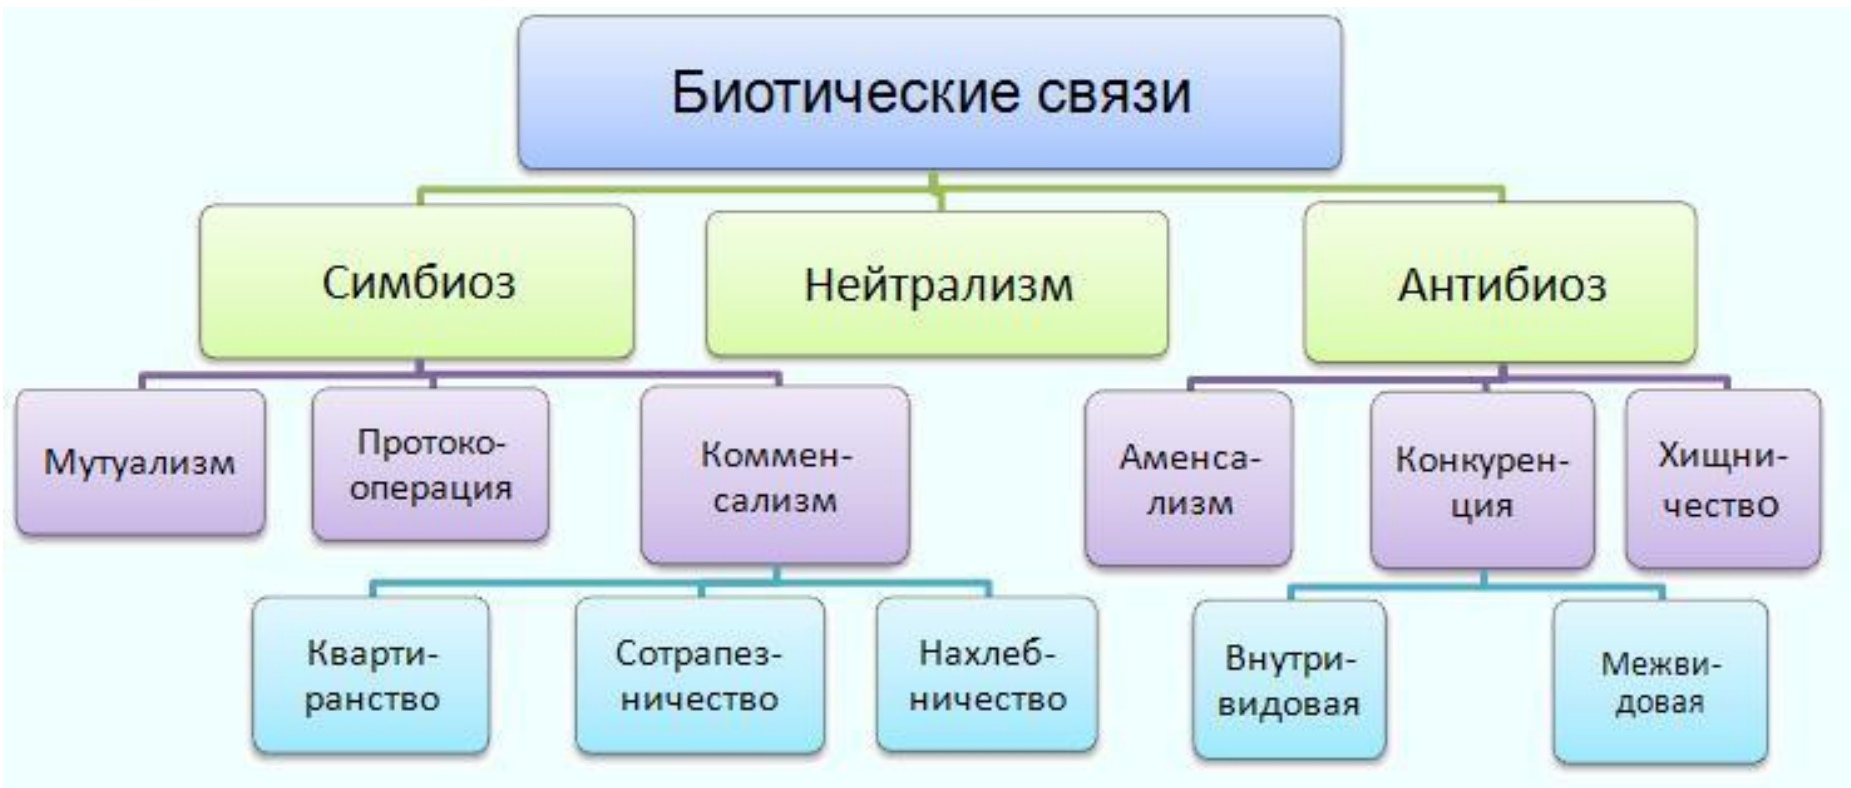 Биотические связи
Симбиоз
Нейтрализм
Антибиоз
Мутуализм
Протоко-
операция
Коммен-
сализм
Аменса-
лизм
Конкурен-
ция
Хищни-
чество
Кварти-
ранство
Сотрапез-
ничество
Нахлеб-
ничество
Внутри-
видовая
Межви-
довая